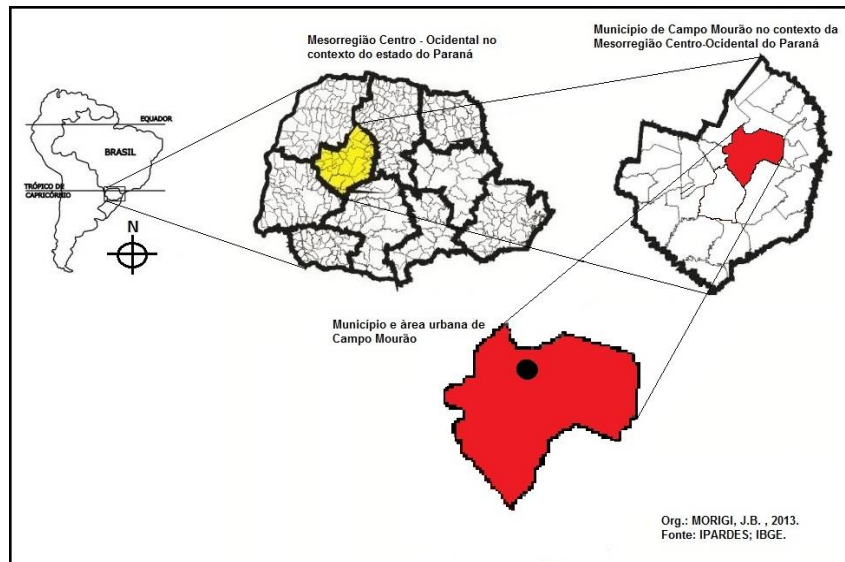 Mesorregião Centro - Ocidental no
contexto do estado do Paraná
Município de Campo Mourão no contexto da
Mesorregião Centro-Ocidental do Paraná
EQUADOR
BRASIL
TRÓPICO DE
CAPRICÓRNIO
N
Município e àrea urbana de
Campo Mourão
Org.: MORIGI, J.B. , 2013.
Fonte: IPARDES; IBGE.